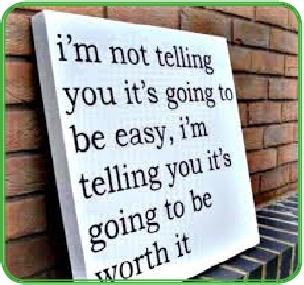 i'm not telling
you it's going to
be easy, i'm
telling you it's
going to be
worth it